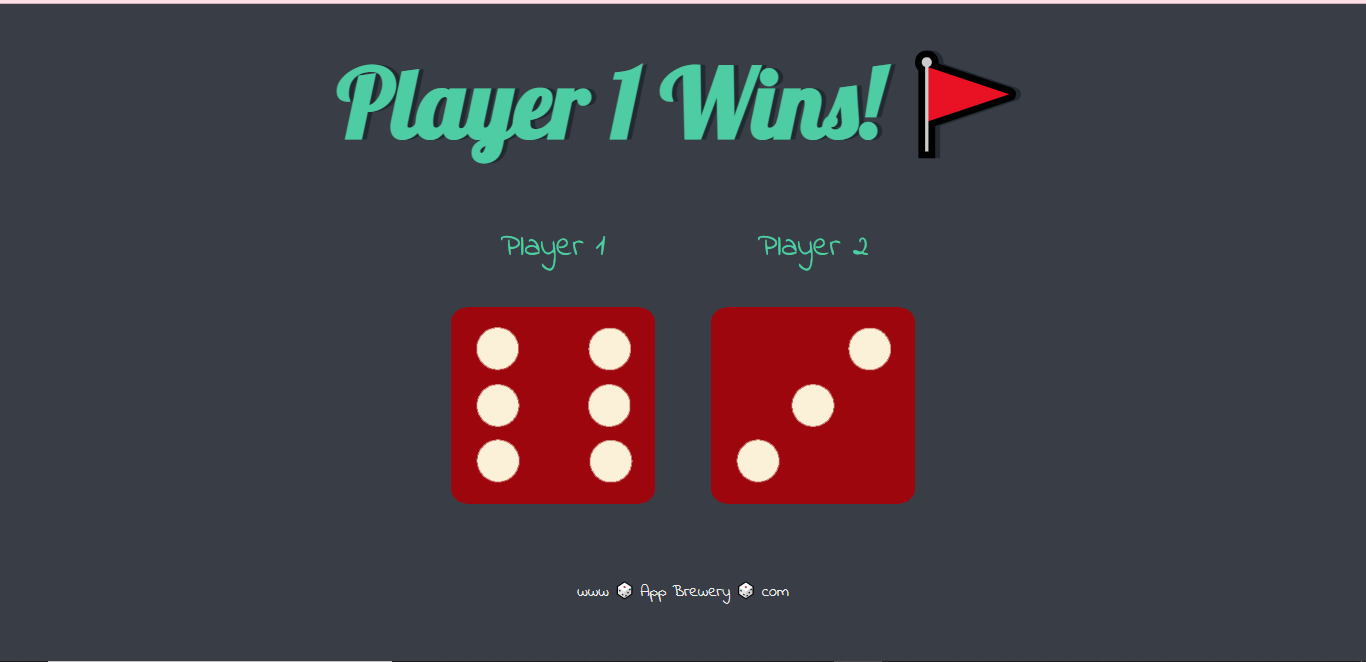 Player 1 Wins! 🚩
Player 1 Player 2
www 🎲 App Brewery 🎲 com